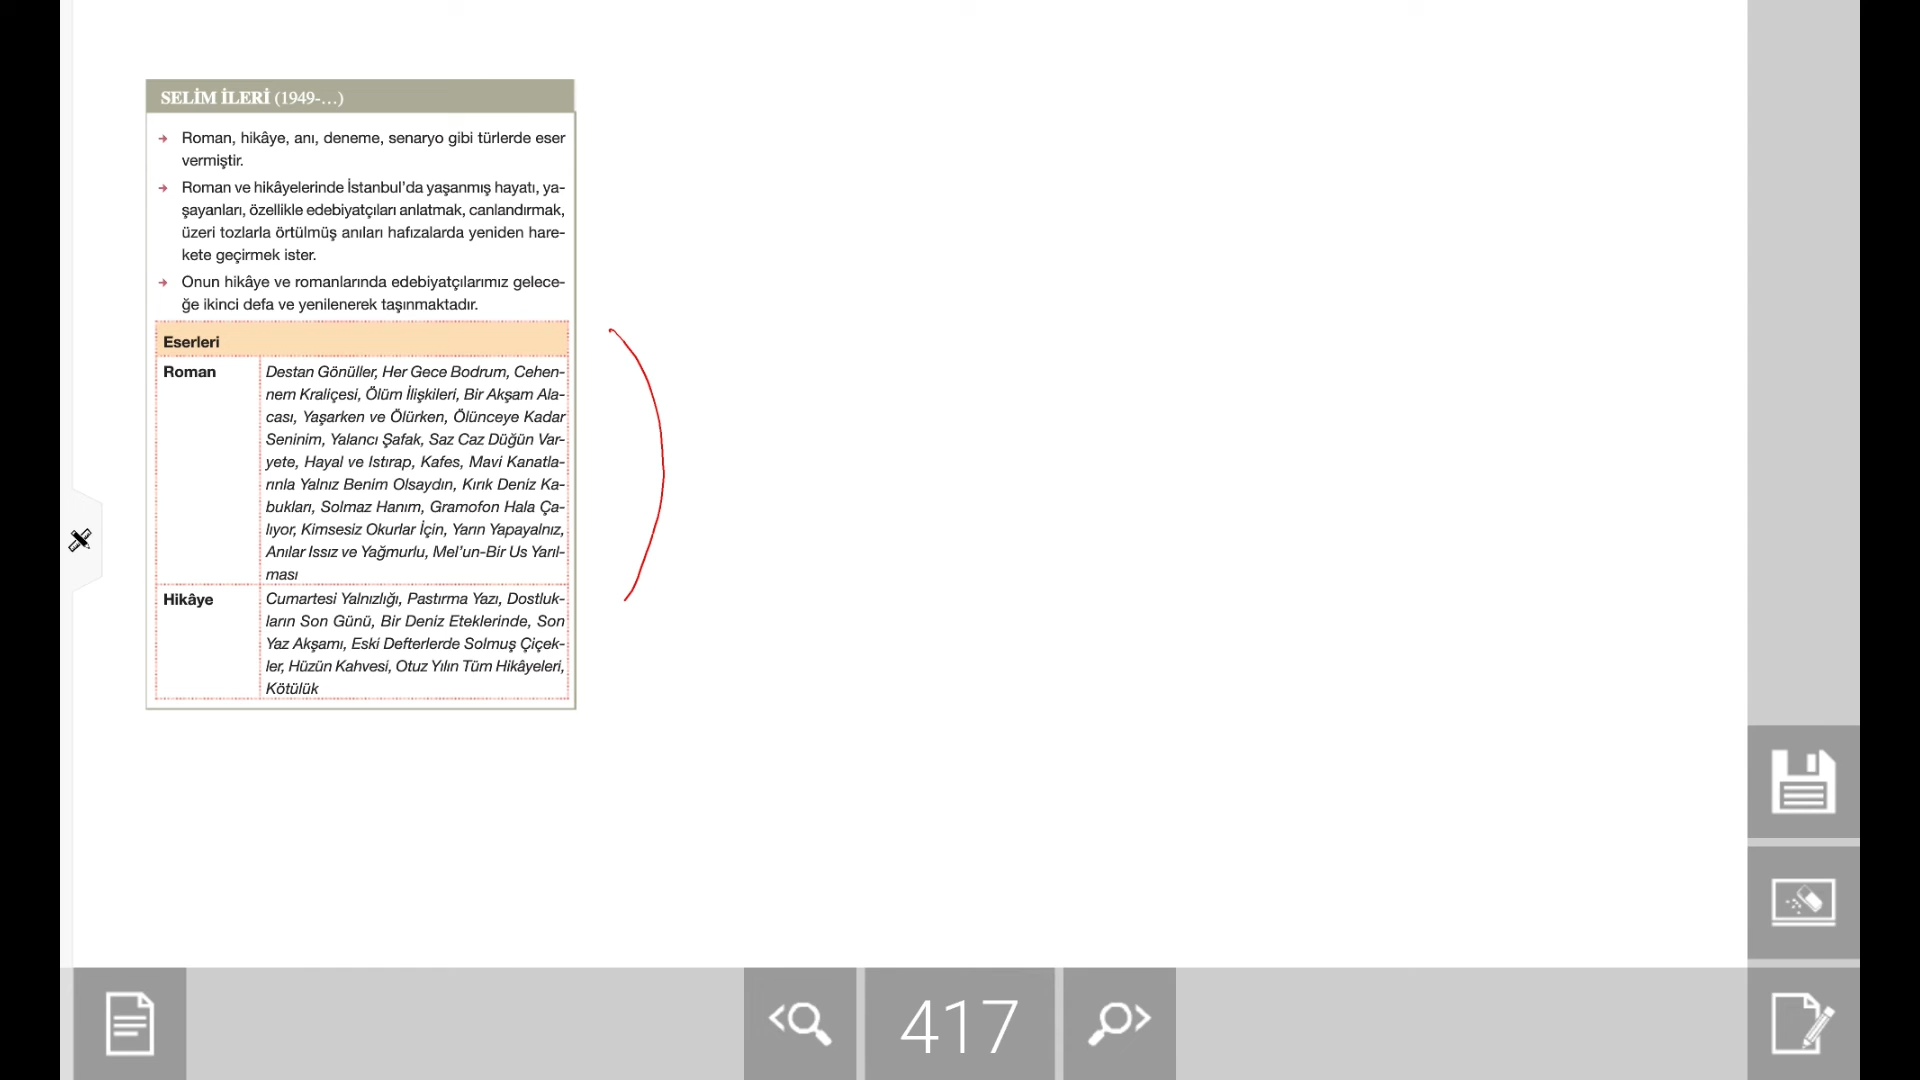 SELİM İLERİ (1949-...)
→ Roman, hikâye, anı, deneme, senaryo gibi türlerde eser
vermiştir.
→ Roman ve hikâyelerinde İstanbul'da yaşanmış hayatı, ya-
şayanları, özellikle edebiyatçıları anlatmak, canlandırmak,
üzeri tozlarla örtülmüş anıları hafızalarda yeniden hare-
kete geçirmek ister.
→ Onun hikâye ve romanlarında edebiyatçılarımız gelece-
ğe ikinci defa ve yenilenerek taşınmaktadır.
Eserleri
Roman
Destan Gönüller, Her Gece Bodrum, Cehen-
nem Kraliçesi, Ölüm İlişkileri, Bir Akşam Ala-
cası, Yaşarken ve Ölürken, Ölünceye Kadar
Seninim, Yalancı Şafak, Saz Caz Düğün Var-
yete, Hayal ve Istırap, Kafes, Mavi Kanatla-
rınla Yalnız Benim Olsaydın, Kırık Deniz Ka-
bukları, Solmaz Hanım, Gramofon Hala Ça-
lıyor, Kimsesiz Okurlar İçin, Yarın Yapayalnız,
Anılar Issız ve Yağmurlu, Mel'un-Bir Us Yarıl-
ması
Hikâye
Cumartesi Yalnızlığı, Pastırma Yazı, Dostluk-
ların Son Günü, Bir Deniz Eteklerinde, Son
Yaz Akşamı, Eski Defterlerde Solmuş Çiçek-
ler, Hüzün Kahvesi, Otuz Yılın Tüm Hikâyeleri,
Kötülük
417